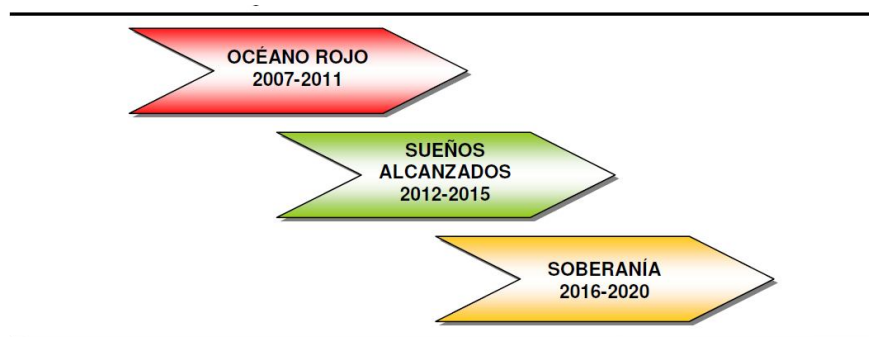 OCÉANO ROJO
2007-2011
SUEÑOS
ALCANZADOS
2012-2015
SOBERANÍA
2016-2020